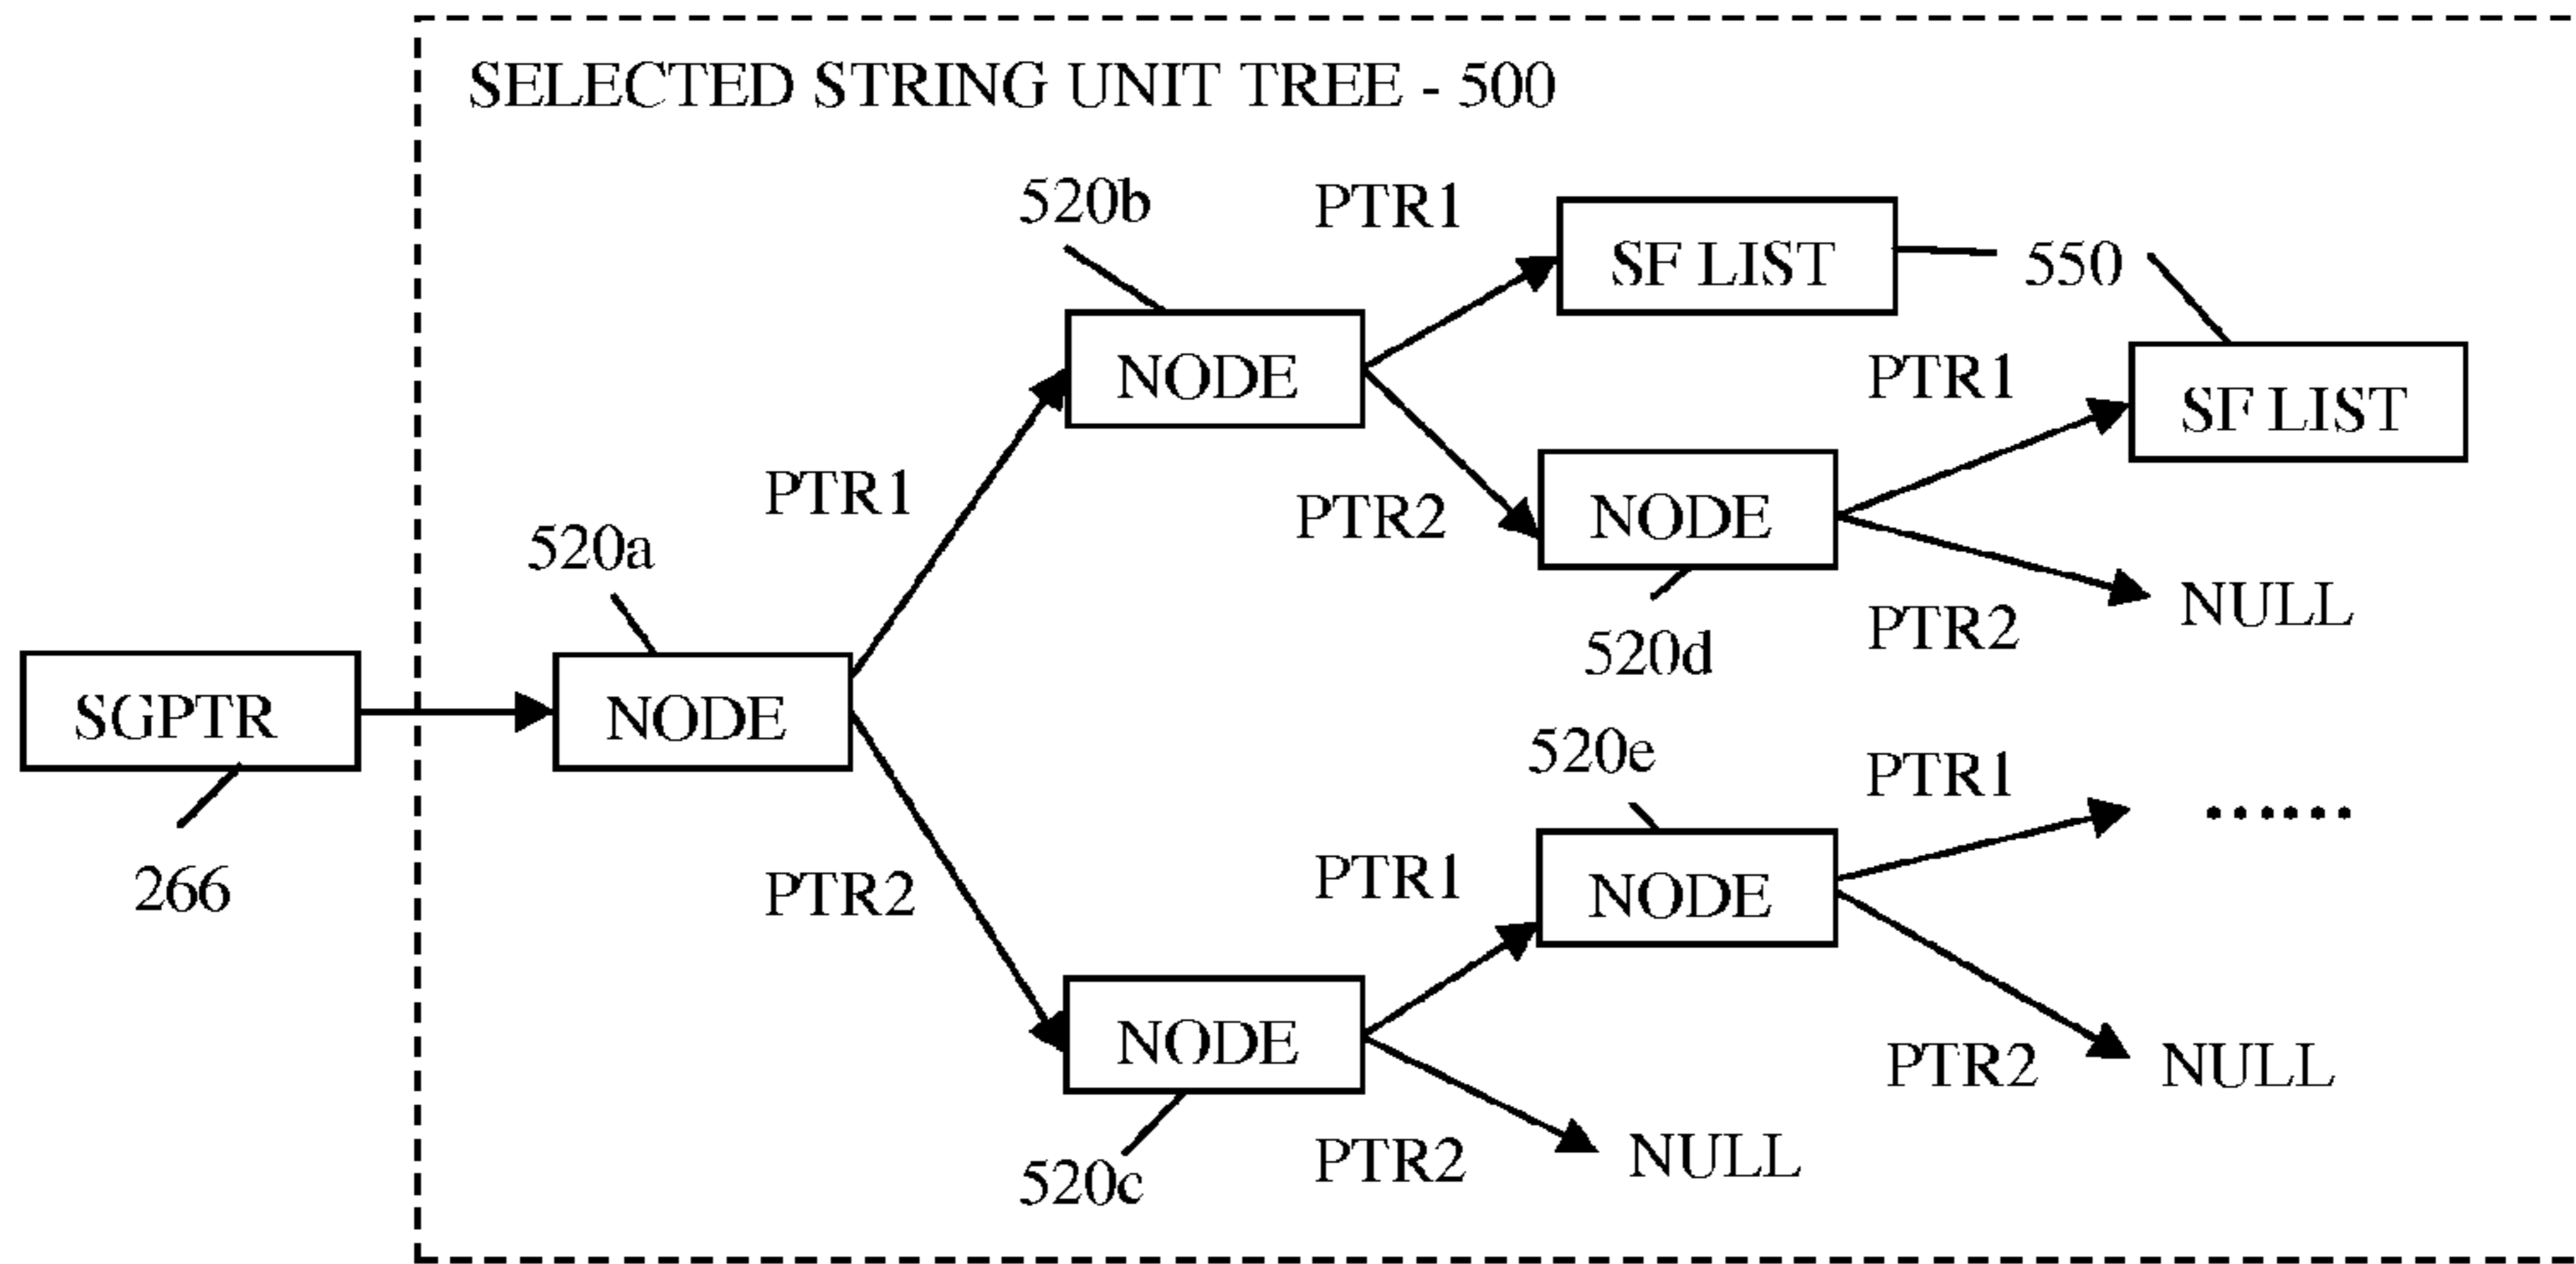 SELECTED STRING UNIT TREE - 500
520b
PTR1
SF LIST
550
NODE
PTR1
SF LIST
PTR1
PTR2
NODE
520a
NULL
PTR2
520d
SGPTR
NODE
520e
PTR1
......
266
PTR2
PTR1
NODE
NODE
PTR2
NULL
PTR2
NULL
520c